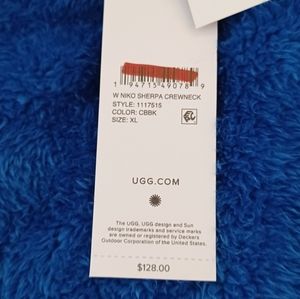 1 94715 49078 9
W NIKO SHERPA CREWNECK
STYLE: 1117515
COLOR: CBBK
SIZE: XL
UGG.COM
The UGG, UGG design and Sun
design trademarks and service marks
are owned or registered by Deckers
Outdoor Corporation of the United States.
$128.00